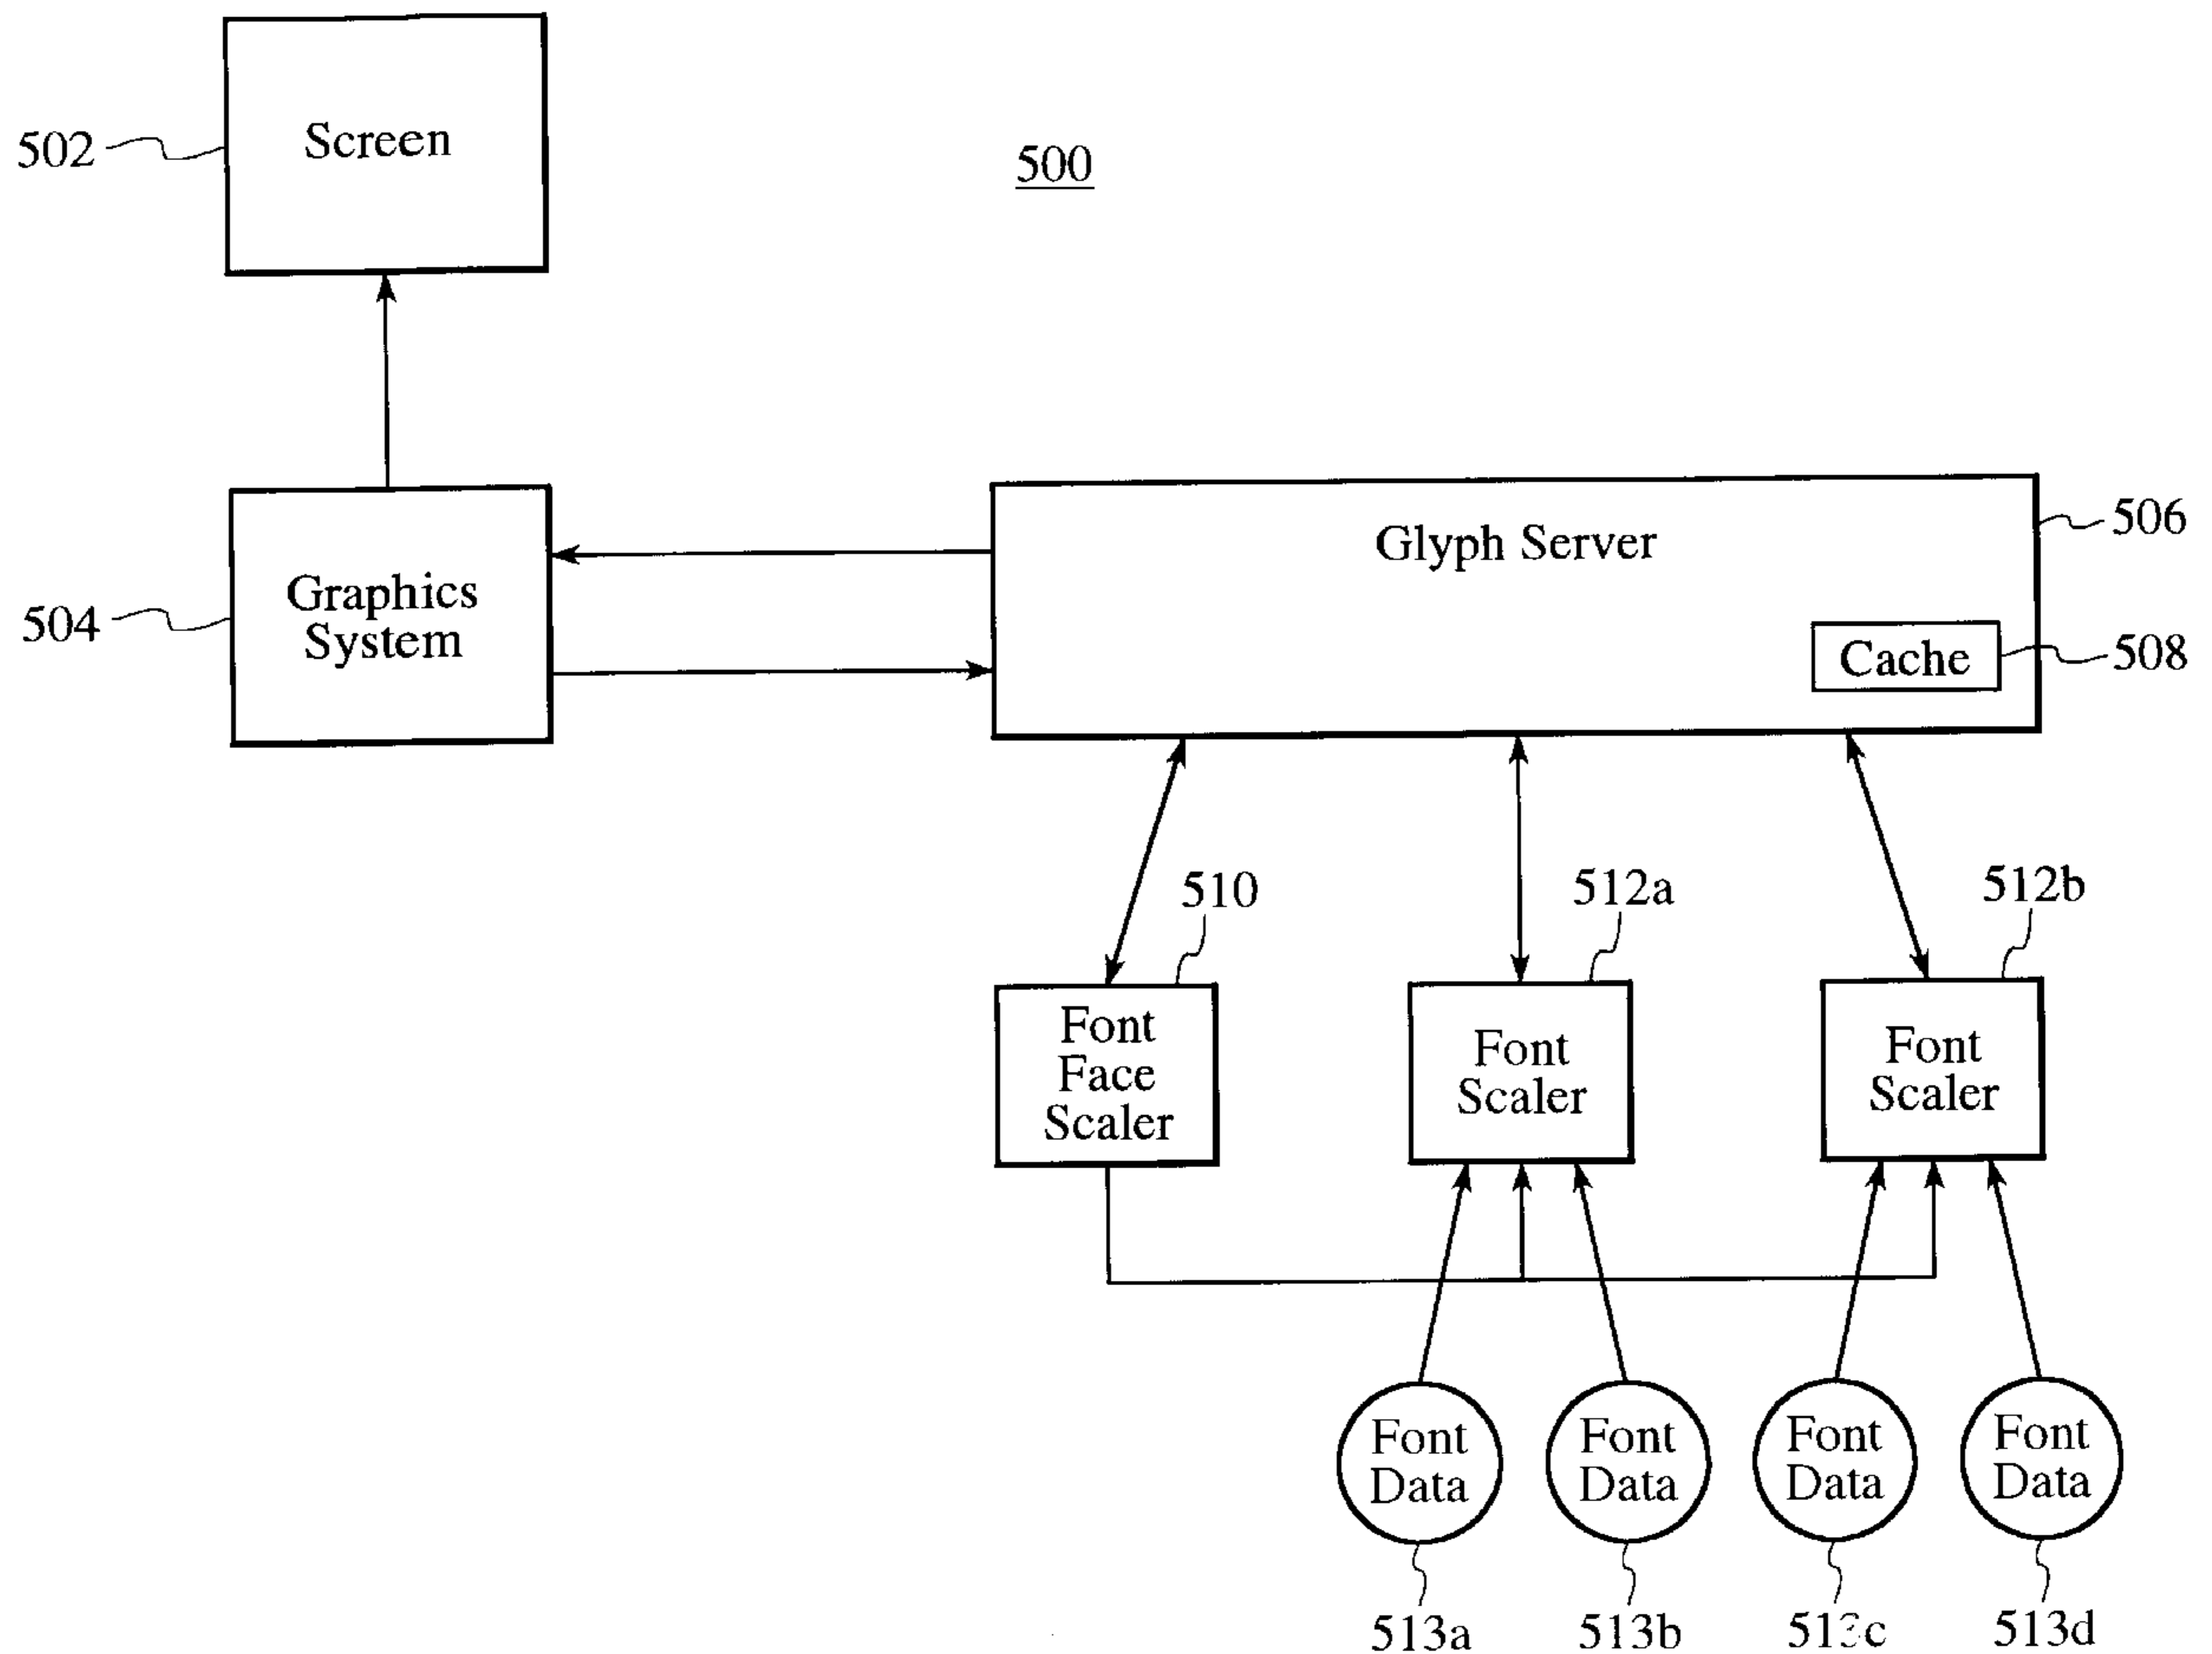 Screen
502
500
Graphics
System
504
Glyph Server
506
Cache
508
510
512a
512b
Font
Face
Scaler
Font
Scaler
Font
Scaler
Font
Data
Font
Data
Font
Data
Font
Data
513a
513b
513c
513d